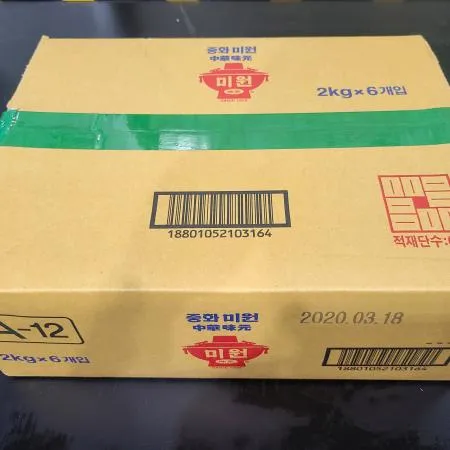 중화 미원
中華味元
미원
SINCE 1956
2kg×6개입
18801052103164
적재단수:
A-12
2kg×6개입
중화 미원
中華味元
미원
2020.03.18
18801052103164